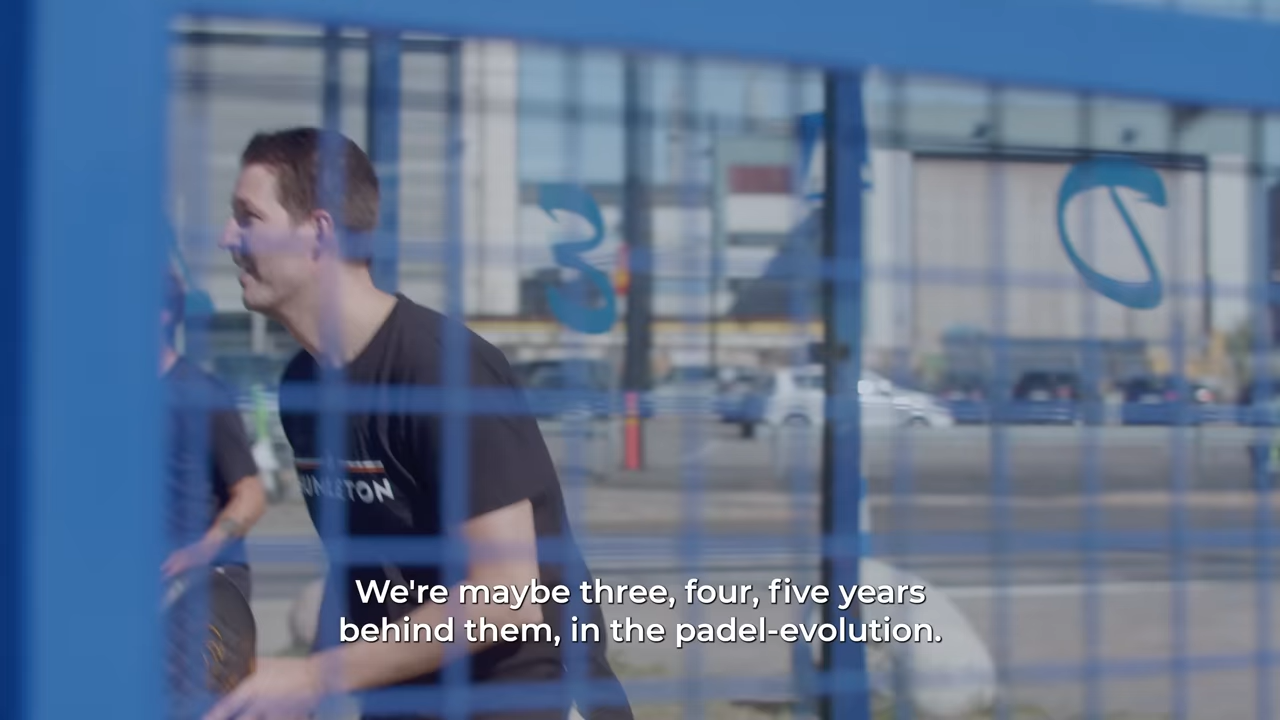 We're maybe three, four, five years
behind them, in the padel-evolution.